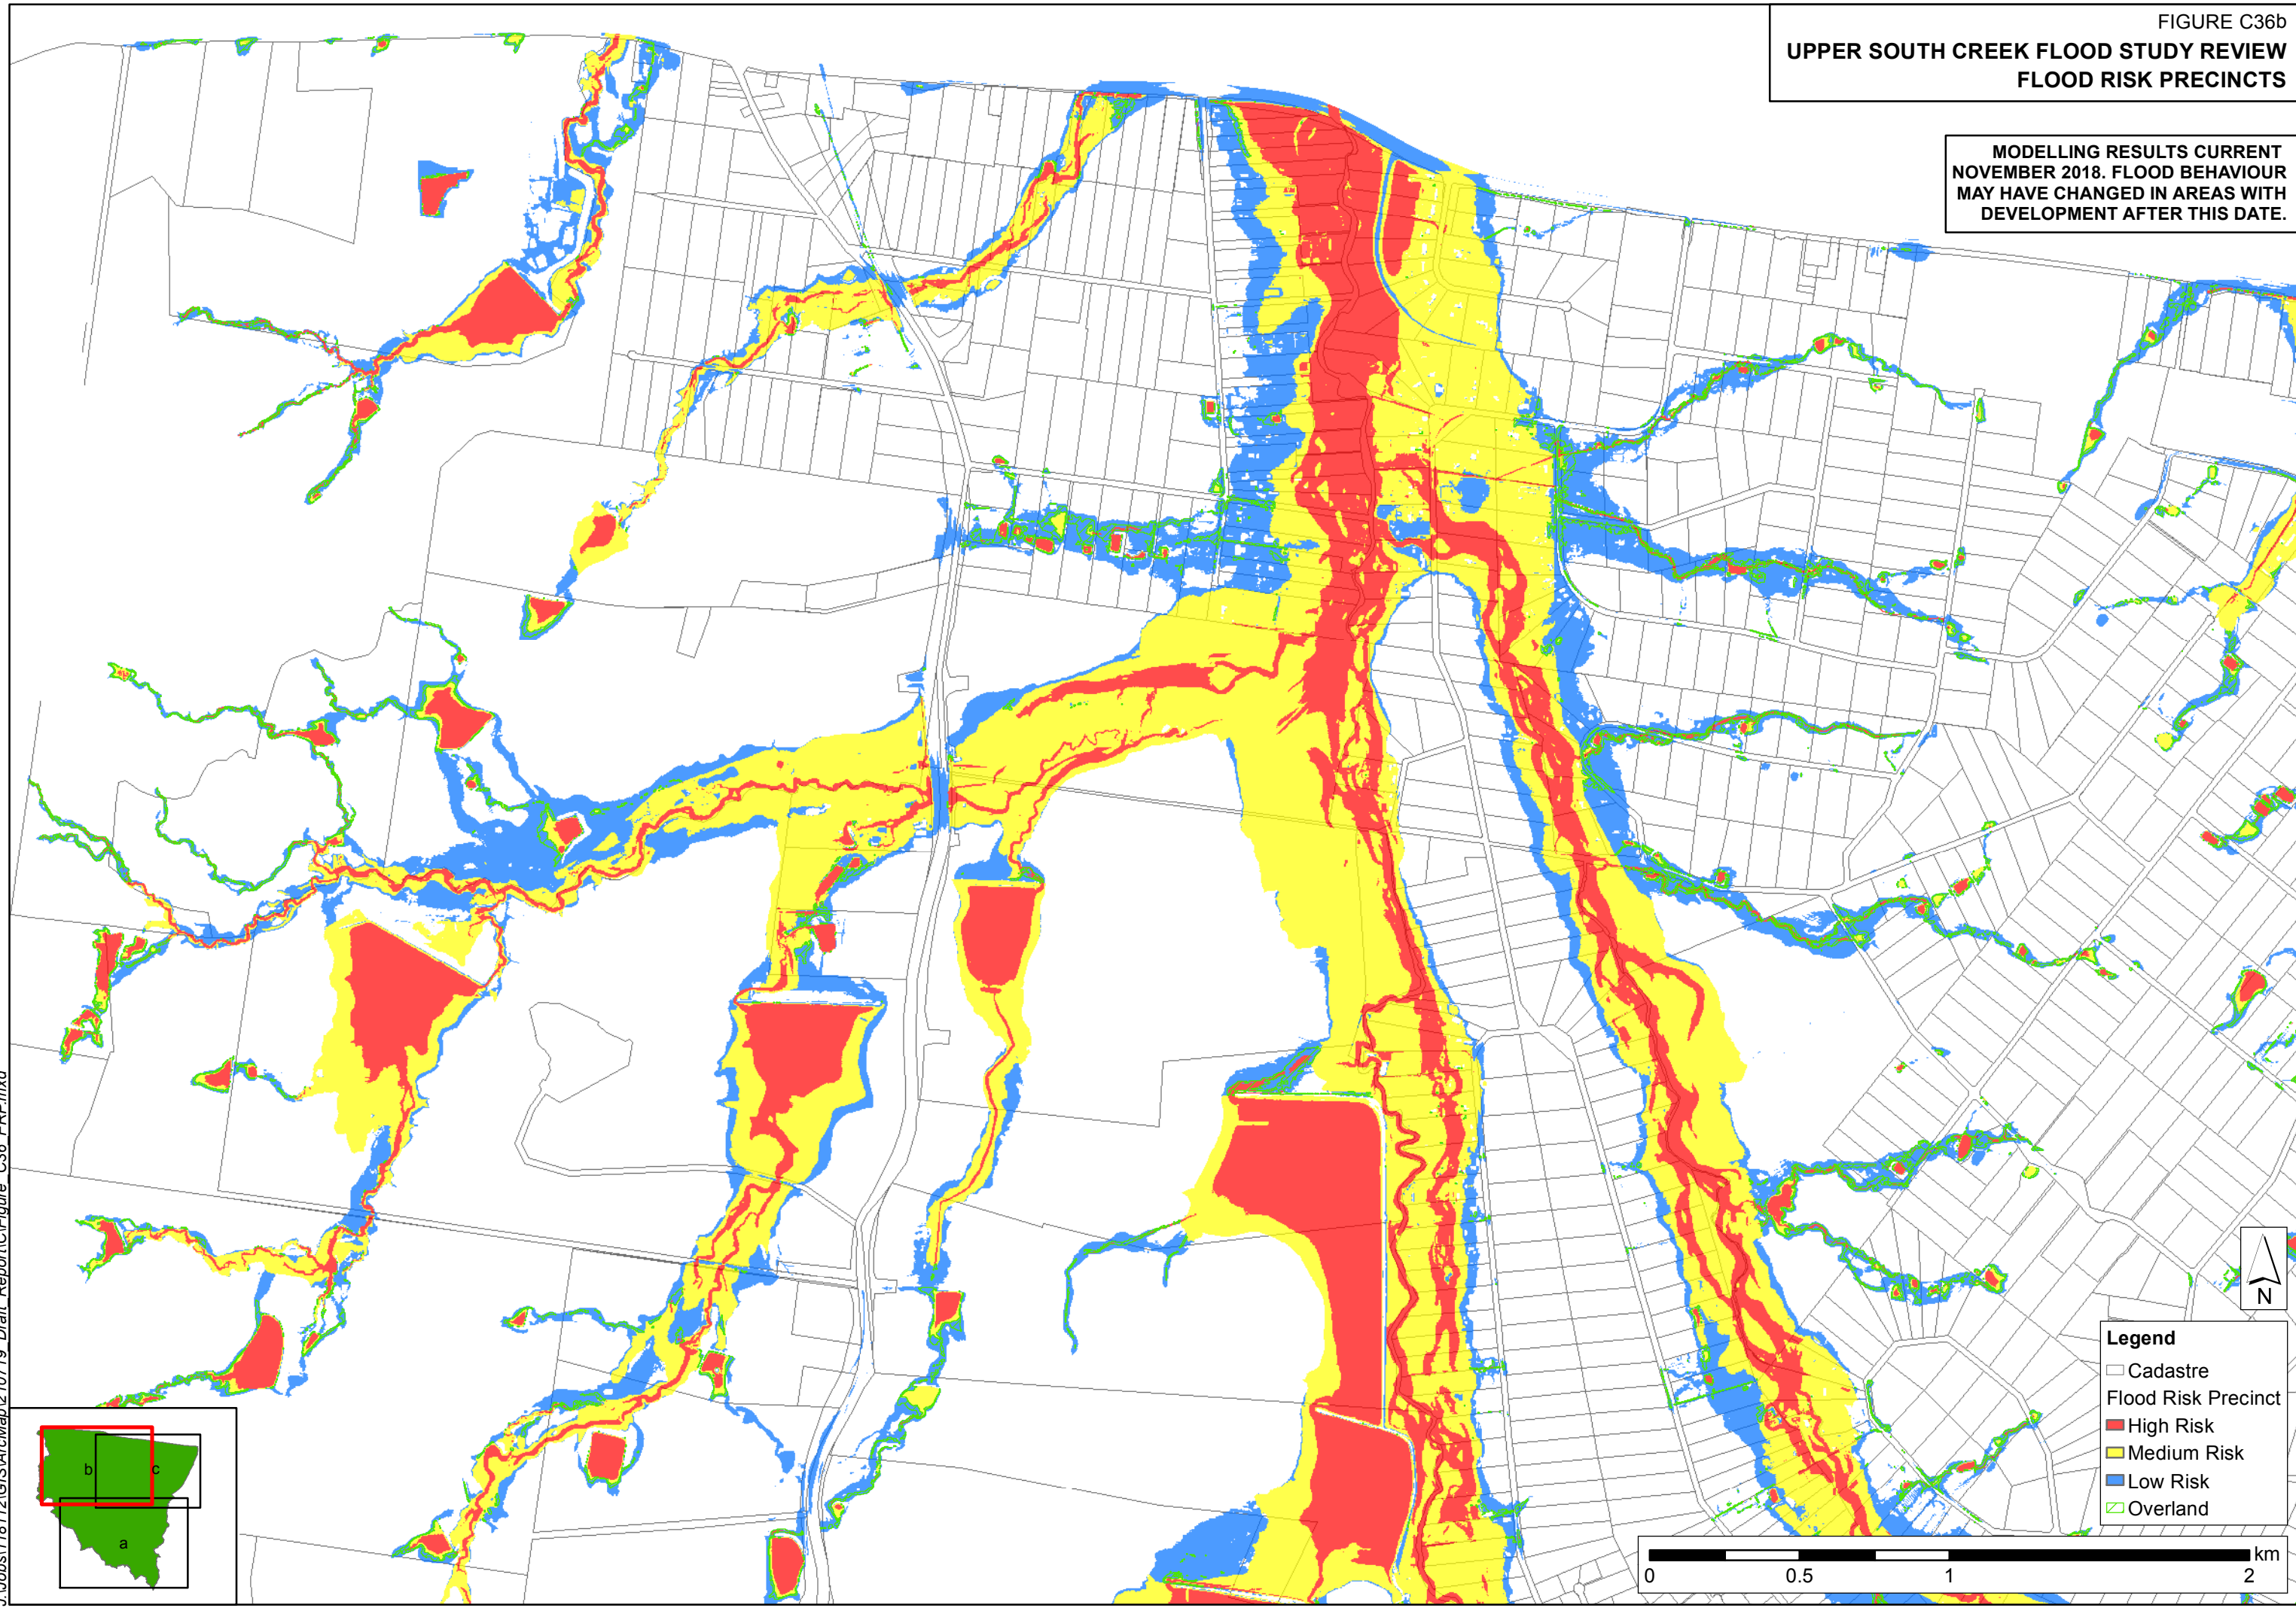 FIGURE C36b
UPPER SOUTH CREEK FLOOD STUDY REVIEW
FLOOD RISK PRECINCTS
MODELLING RESULTS CURRENT
NOVEMBER 2018. FLOOD BEHAVIOUR
MAY HAVE CHANGED IN AREAS WITH
DEVELOPMENT AFTER THIS DATE.
N
Legend
Cadastre
Flood Risk Precinct
High Risk
Medium Risk
Low Risk
Overland
km
0 0.5 1 2
b c
a